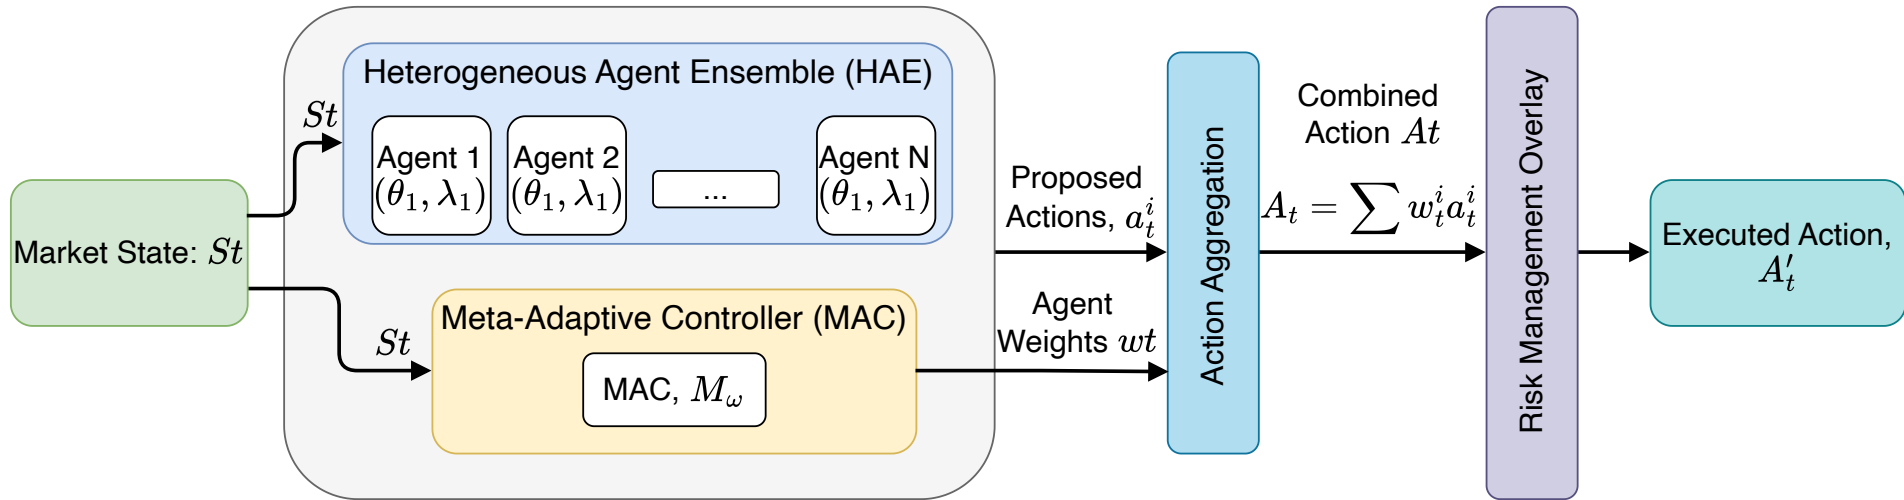 Market State: St
St
St
Heterogeneous Agent Ensemble (HAE)
Agent 1
(θ₁, λ₁)
Agent 2
(θ₁, λ₁)
...
Agent N
(θ₁, λ₁)
Meta-Adaptive Controller (MAC)
MAC, M_ω
Proposed
Actions, a_t^i
Agent
Weights wt
Action Aggregation
Combined
Action At
A_t = ∑ w_t^i a_t^i
Risk Management Overlay
Executed Action,
A′_t